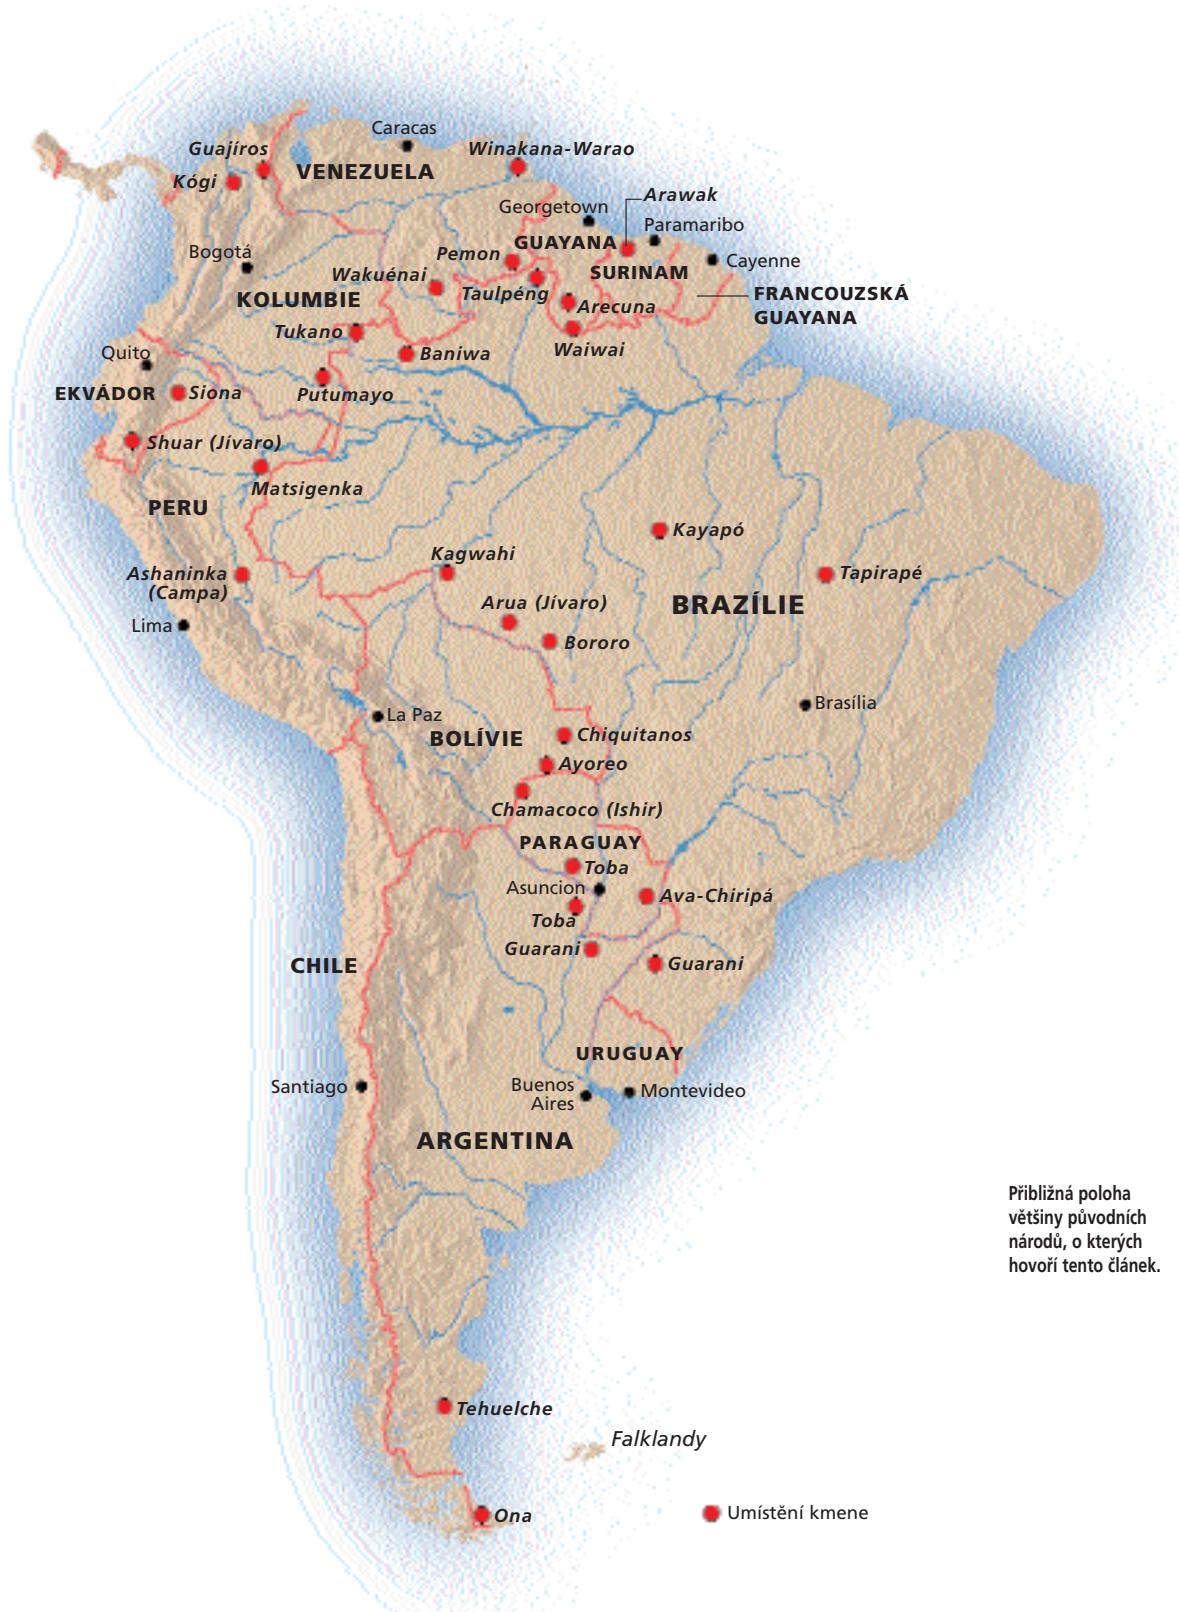 Caracas
Guajíros
Winakana-Warao
VENEZUELA
Kógi
Arawak
Georgetown
Paramaribo
GUAYANA
Bogotá
Pemon
Cayenne
SURINAM
Wakuénai
Taulpéng
FRANCOUZSKÁ
GUAYANA
KOLUMBIE
Arecuna
Tukano
Waiwai
Baniwa
Quito
EKVÁDOR
Siona
Putumayo
Shuar (Jívaro)
Matsigenka
PERU
Kayapó
Kagwahi
Ashaninka
(Campa)
Tapirapé
Arua (Jívaro)
BRAZÍLIE
Lima
Bororo
Brasília
La Paz
BOLÍVIE
Chiquitanos
Ayoreo
Chamacoco (Ishir)
PARAGUAY
Toba
Asuncion
Ava-Chiripá
Toba
Guarani
Guarani
CHILE
URUGUAY
Santiago
Buenos
Aires
Montevideo
ARGENTINA
Přibližná poloha
většiny původních
národů, o kterých
hovoří tento článek.
Tehuelche
Falklandy
Ona
Umístění kmene